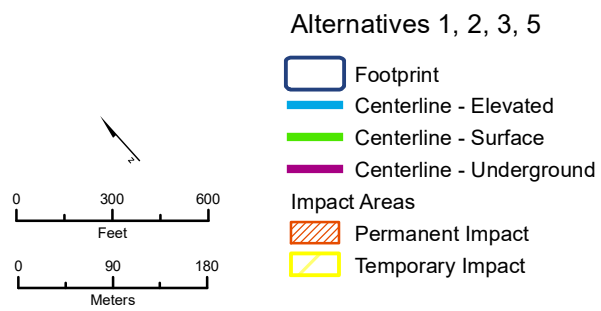 Alternatives 1, 2, 3, 5
Footprint
Centerline - Elevated
Centerline - Surface
Centerline - Underground
Impact Areas
Permanent Impact
Temporary Impact
z
0 300 600
Feet
0 90 180
Meters